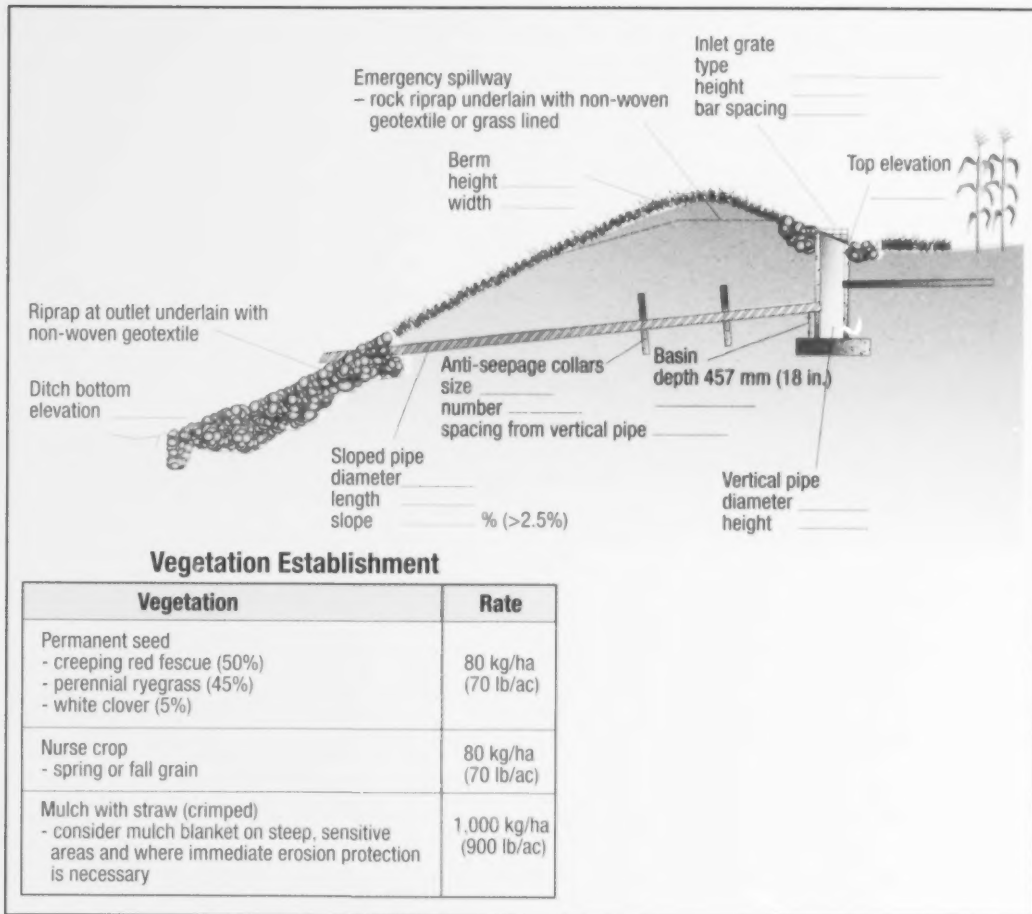 Inlet grate
type
height
bar spacing
Emergency spillway
– rock riprap underlain with non-woven
geotextile or grass lined
Berm
height
width
Top elevation
Riprap at outlet underlain with
non-woven geotextile
Ditch bottom
elevation
Anti-seepage collars
size
number
spacing from vertical pipe
Basin
depth 457 mm (18 in.)
Sloped pipe
diameter
length
slope % (>2.5%)
Vertical pipe
diameter
height
Vegetation Establishment
Vegetation Rate
Permanent seed
- creeping red fescue (50%)
- perennial ryegrass (45%)
- white clover (5%)
80 kg/ha
(70 lb/ac)
Nurse crop
- spring or fall grain
80 kg/ha
(70 lb/ac)
Mulch with straw (crimped)
- consider mulch blanket on steep, sensitive
areas and where immediate erosion protection
is necessary
1,000 kg/ha
(900 lb/ac)